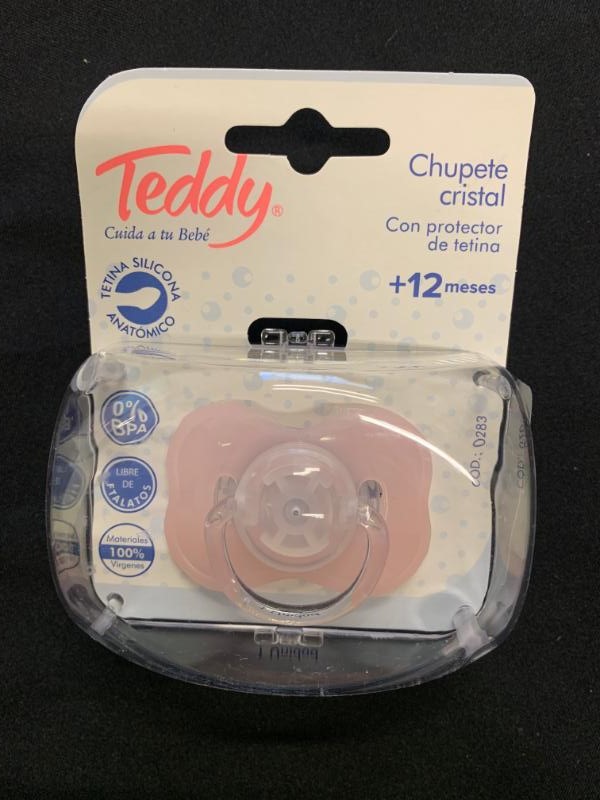 Teddy®
Cuida a tu Bebé
Chupete
cristal
Con protector
de tetina
+12 meses
TETINA SILICONA
ANATÓMICO
0%
BPA
LIBRE
DE
FTALATOS
Materiales
100%
Vírgenes
COD.: 0283